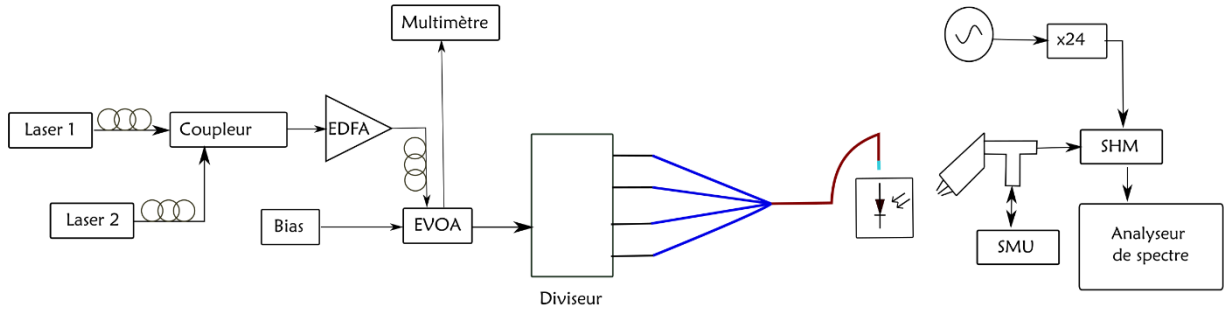 Multimètre
x24
Laser 1
Coupleur
EDFA
SHM
Laser 2
Bias
EVOA
SMU
Analyseur
de spectre
Diviseur